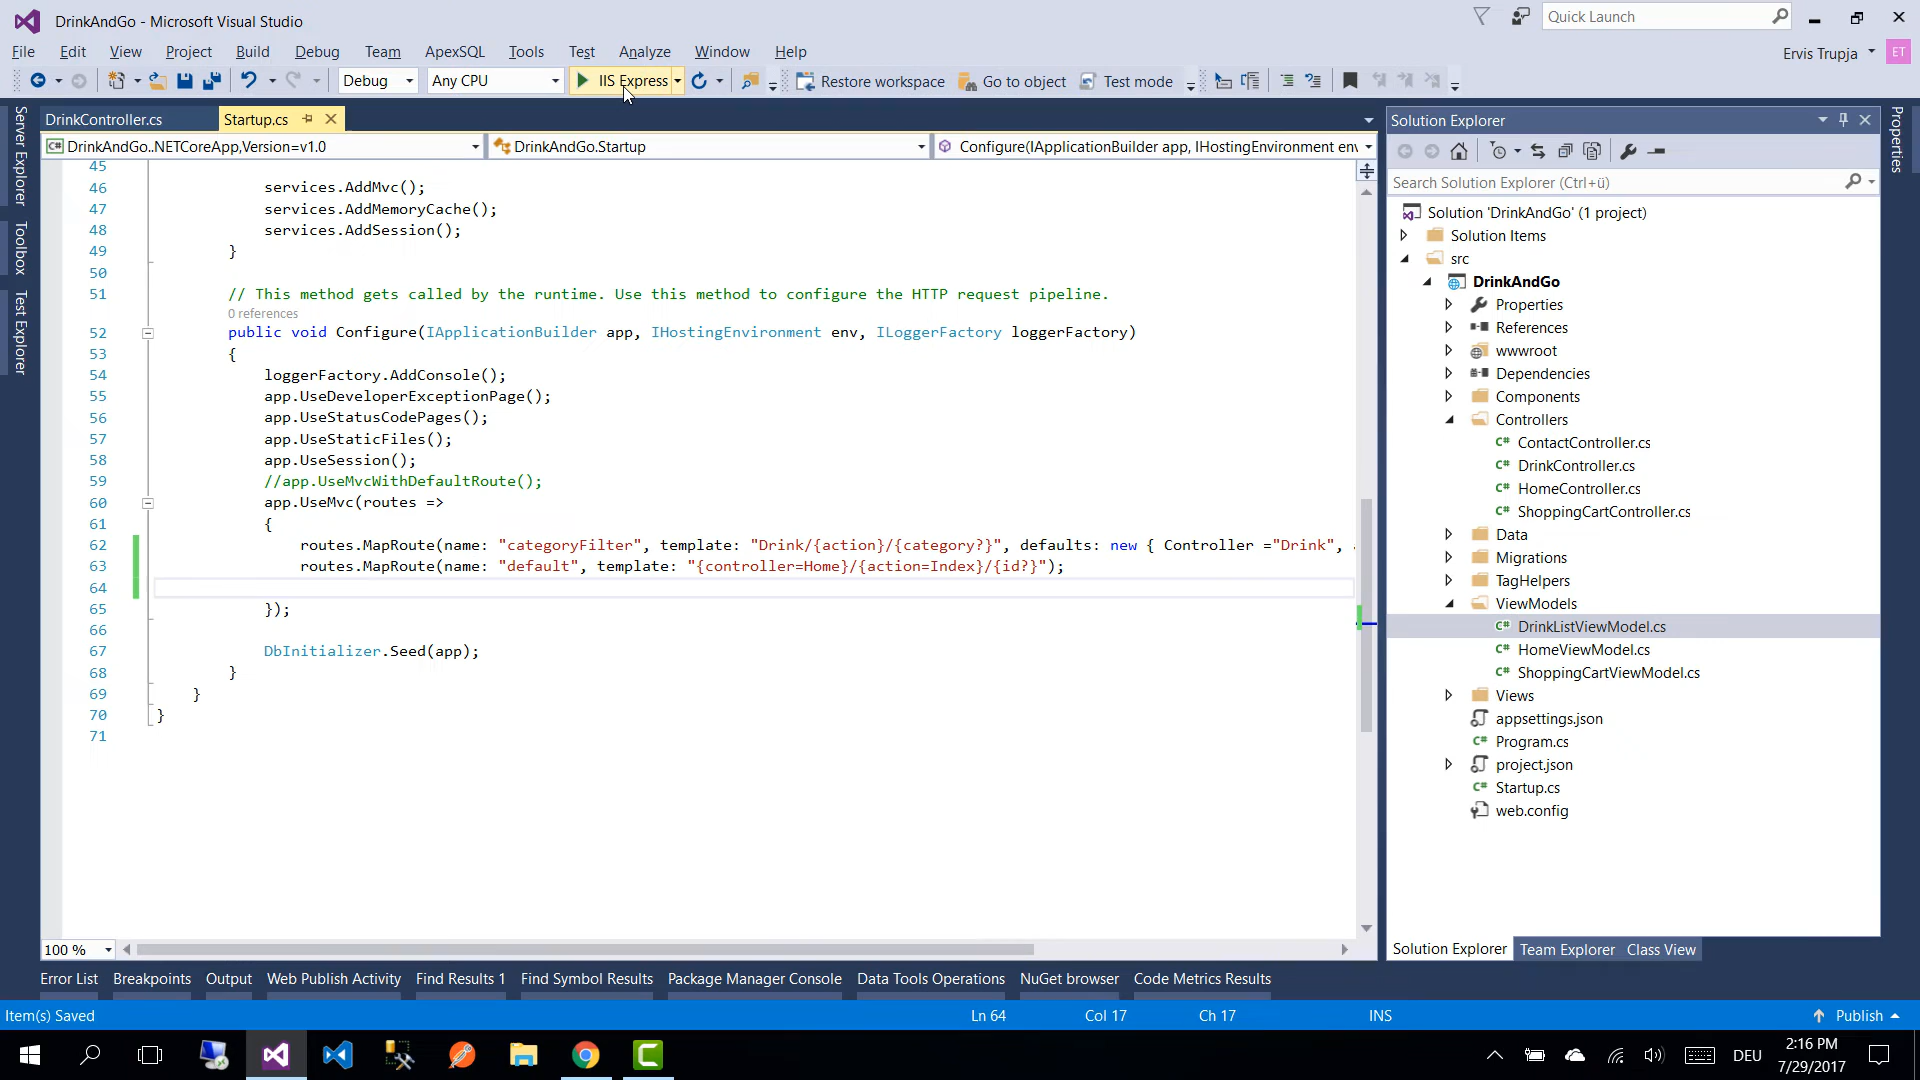 DrinkAndGo - Microsoft Visual Studio
Quick Launch
File Edit View Project Build Debug Team ApexSQL Tools Test Analyze Window Help
Ervis Trupja
ET
Debug Any CPU IIS Express Restore workspace Go to object Test mode
Server Explorer
Toolbox
Test Explorer
DrinkController.cs Startup.cs
DrinkAndGo..NETCoreApp,Version=v1.0 DrinkAndGo.Startup Configure(IApplicationBuilder app, IHostingEnvironment env
45
46 services.AddMvc();
47 services.AddMemoryCache();
48 services.AddSession();
49 }
50
51 // This method gets called by the runtime. Use this method to configure the HTTP request pipeline.
0 references
52 public void Configure(IApplicationBuilder app, IHostingEnvironment env, ILoggerFactory loggerFactory)
53 {
54 loggerFactory.AddConsole();
55 app.UseDeveloperExceptionPage();
56 app.UseStatusCodePages();
57 app.UseStaticFiles();
58 app.UseSession();
59 //app.UseMvcWithDefaultRoute();
60 app.UseMvc(routes =>
61 {
62 routes.MapRoute(name: "categoryFilter", template: "Drink/{action}/{category?}", defaults: new { Controller ="Drink",
63 routes.MapRoute(name: "default", template: "{controller=Home}/{action=Index}/{id?}");
64
65 });
66
67 DbInitializer.Seed(app);
68 }
69 }
70 }
71
100 %
Solution Explorer
Search Solution Explorer (Ctrl+ü)
Solution 'DrinkAndGo' (1 project)
Solution Items
src
DrinkAndGo
Properties
References
wwwroot
Dependencies
Components
Controllers
C# ContactController.cs
C# DrinkController.cs
C# HomeController.cs
C# ShoppingCartController.cs
Data
Migrations
TagHelpers
ViewModels
C# DrinkListViewModel.cs
C# HomeViewModel.cs
C# ShoppingCartViewModel.cs
Views
appsettings.json
C# Program.cs
project.json
C# Startup.cs
web.config
Solution Explorer Team Explorer Class View
Properties
Error List Breakpoints Output Web Publish Activity Find Results 1 Find Symbol Results Package Manager Console Data Tools Operations NuGet browser Code Metrics Results
Item(s) Saved Ln 64 Col 17 Ch 17 INS Publish
DEU
2:16 PM
7/29/2017